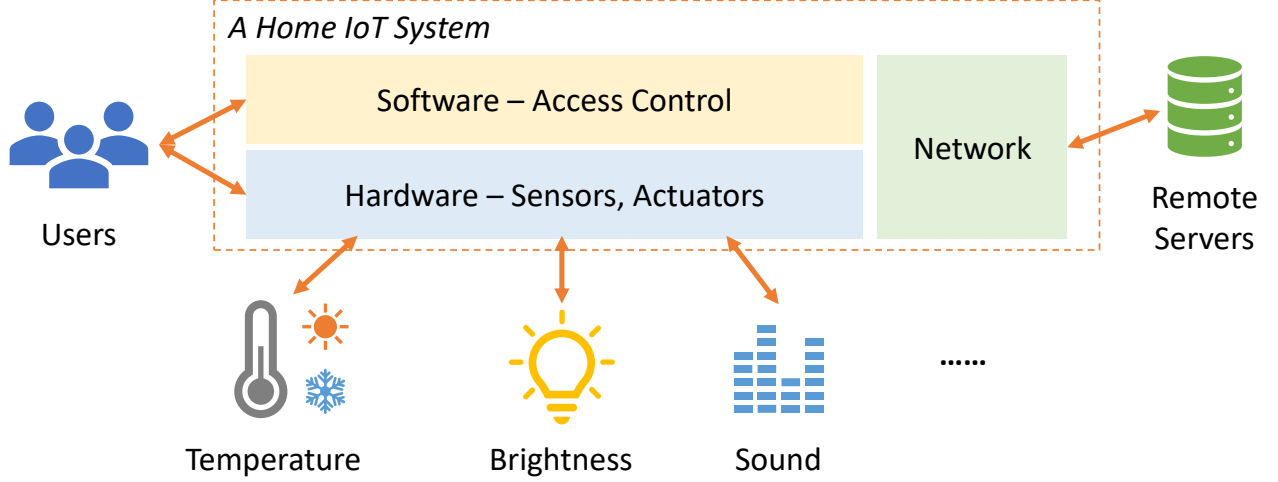 A Home IoT System
Software – Access Control
Hardware – Sensors, Actuators
Network
Users
Remote
Servers
Temperature
Brightness
Sound
......